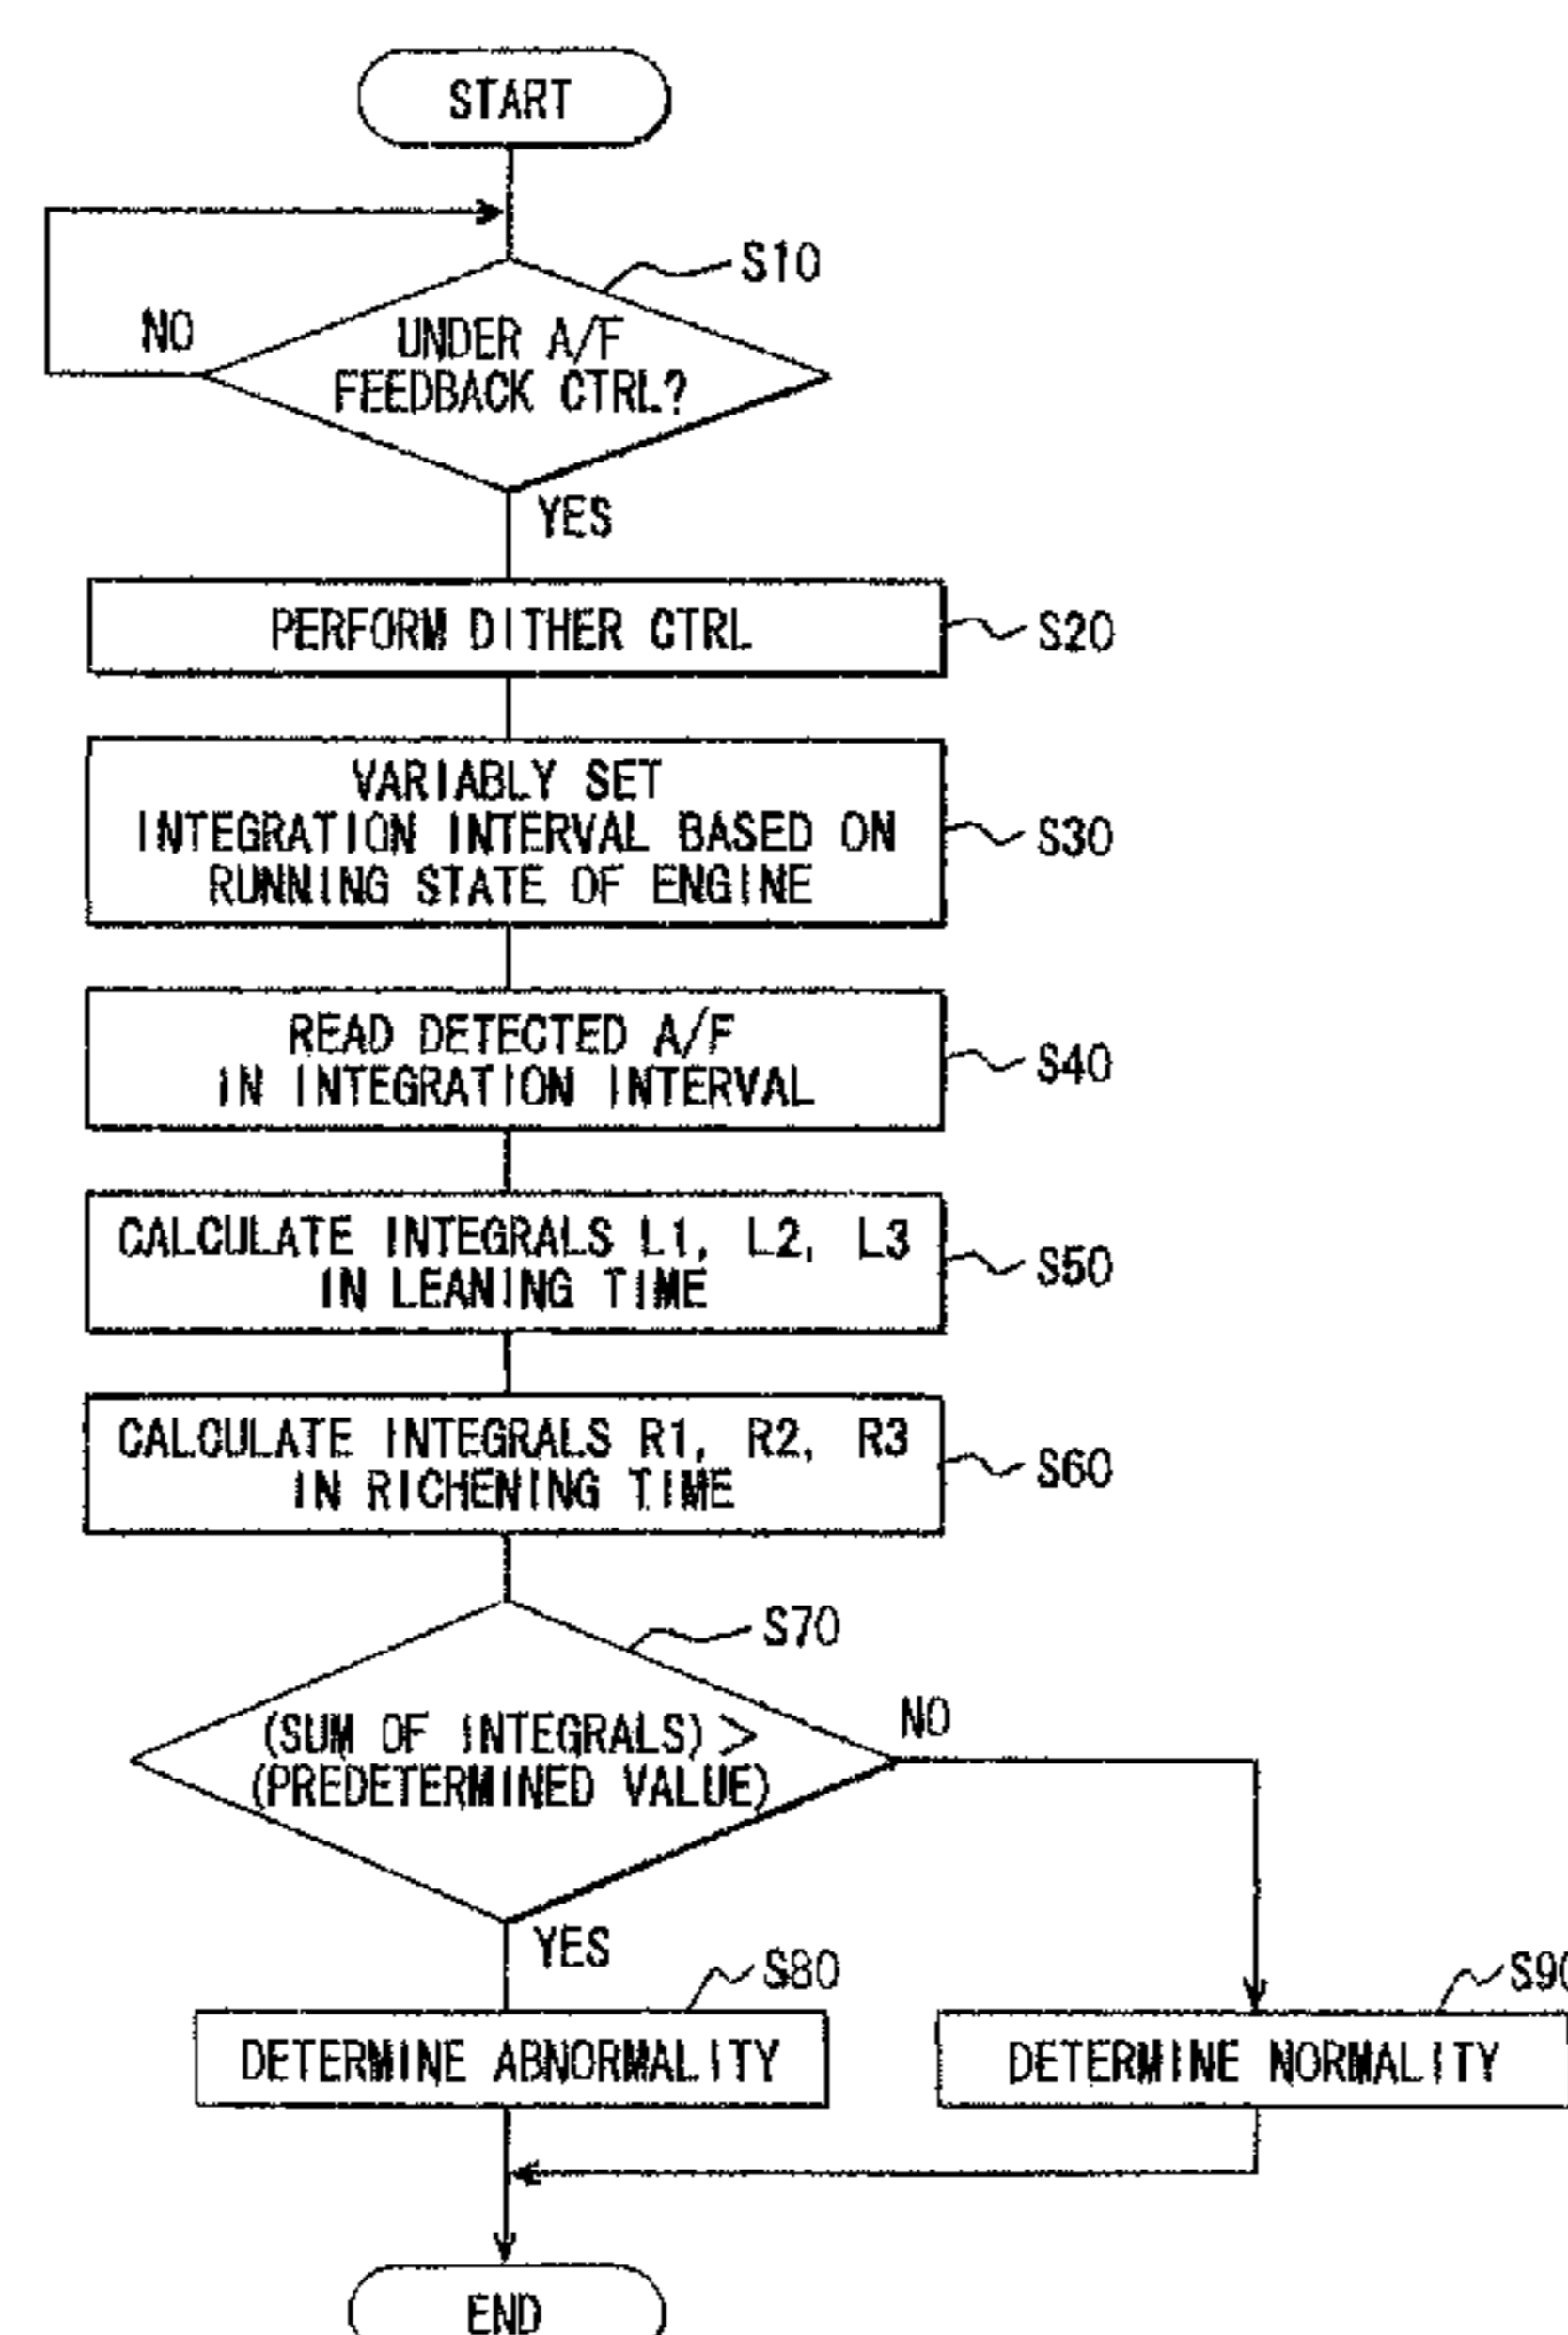 START
S10
NO
UNDER A/F
FEEDBACK CTRL?
YES
PERFORM DITHER CTRL
S20
VARIABLY SET
INTEGRATION INTERVAL BASED ON
RUNNING STATE OF ENGINE
S30
READ DETECTED A/F
IN INTEGRATION INTERVAL
S40
CALCULATE INTEGRALS L1, L2, L3
IN LEANING TIME
S50
CALCULATE INTEGRALS R1, R2, R3
IN RICHENING TIME
S60
S70
(SUM OF INTEGRALS) >
(PREDETERMINED VALUE)
NO
YES
S80
S90
DETERMINE ABNORMALITY
DETERMINE NORMALITY
END